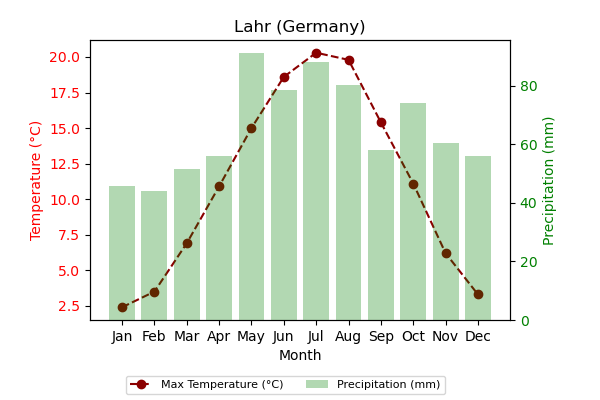 Lahr (Germany)
Temperature (°C)
20.0
17.5
15.0
12.5
10.0
7.5
5.0
2.5
80
60
40
20
0
Precipitation (mm)
Jan Feb Mar Apr May Jun Jul Aug Sep Oct Nov Dec
Month
Max Temperature (°C) Precipitation (mm)